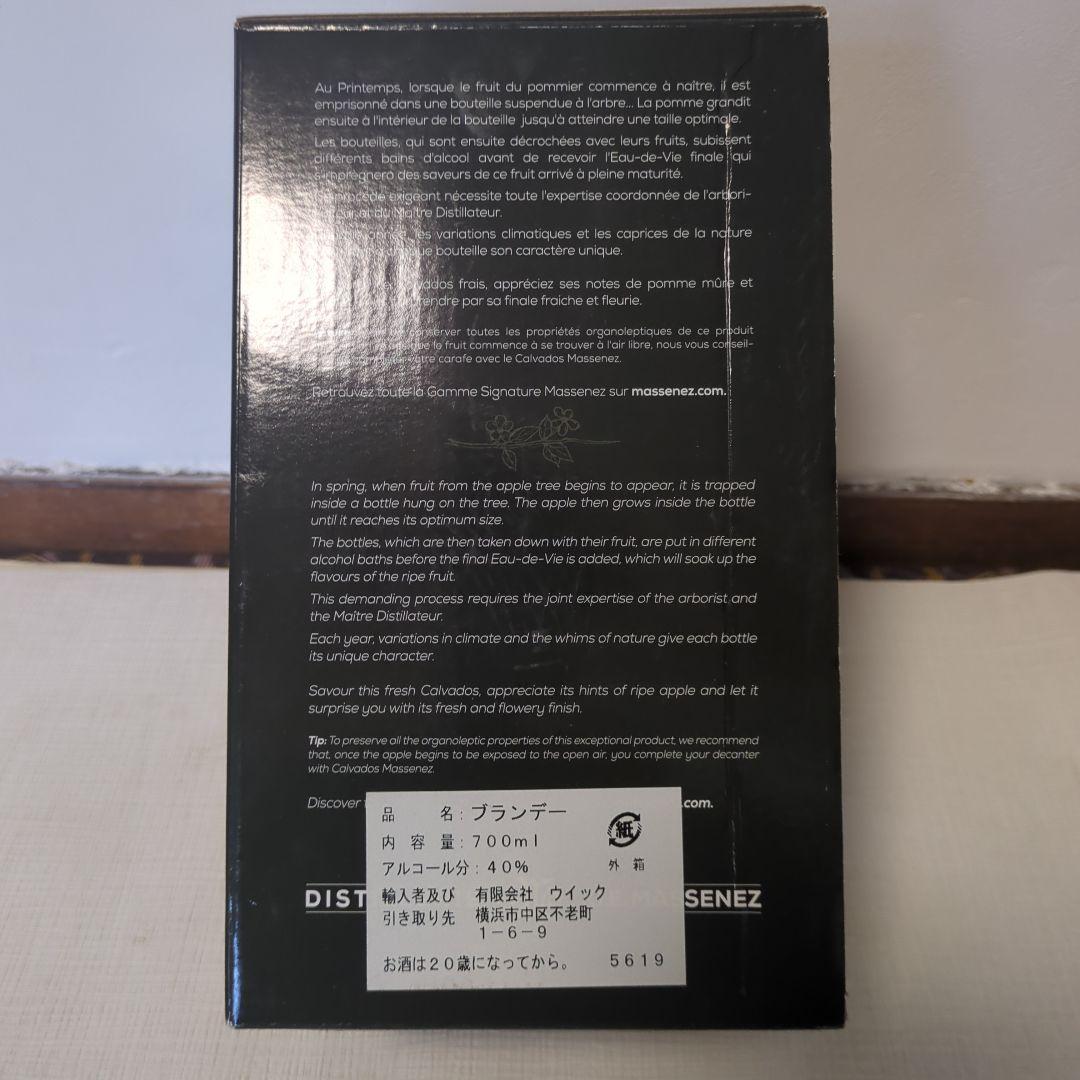 Au Printemps, lorsque le fruit du pommier commence à naître, il est
emprisonné dans une bouteille suspendue à l'arbre... La pomme grandit
ensuite à l'intérieur de la bouteille jusqu'à atteindre une taille optimale.
Les bouteilles, qui sont ensuite décrochées avec leurs fruits, subissent
différents bains d'alcool avant de recevoir l'Eau-de-Vie finale qui
s'imprégnera des saveurs de ce fruit arrivé à pleine maturité.
procédé exigeant nécessite toute l'expertise coordonnée de l'arbori-
et du Maître Distillateur.
les variations climatiques et les caprices de la nature
bouteille son caractère unique.
frais, appréciez ses notes de pomme mûre et
par sa finale fraiche et fleurie.
conserver toutes les propriétés organoleptiques de ce produit
le fruit commence à se trouver à l'air libre, nous vous conseil-
votre carafe avec le Calvados Massenez.
Retrouvez toute la Gamme Signature Massenez sur massenez.com.
In spring, when fruit from the apple tree begins to appear, it is trapped
inside a bottle hung on the tree. The apple then grows inside the bottle
until it reaches its optimum size.
The bottles, which are then taken down with their fruit, are put in different
alcohol baths before the final Eau-de-Vie is added, which will soak up the
flavours of the ripe fruit.
This demanding process requires the joint expertise of the arborist and
the Maître Distillateur.
Each year, variations in climate and the whims of nature give each bottle
its unique character.
Savour this fresh Calvados, appreciate its hints of ripe apple and let it
surprise you with its fresh and flowery finish.
Tip: To preserve all the organoleptic properties of this exceptional product, we recommend
that, once the apple begins to be exposed to the open air, you complete your decanter
with Calvados Massenez.
Discover .com.
品 名：ブランデー
内 容 量：700ml
アルコール分：40%
紙
外 箱
輸入者及び 有限会社 ウイック
引き取り先 横浜市中区不老町
1－6－9
お酒は20歳になってから。 5619
DIST SENEZ